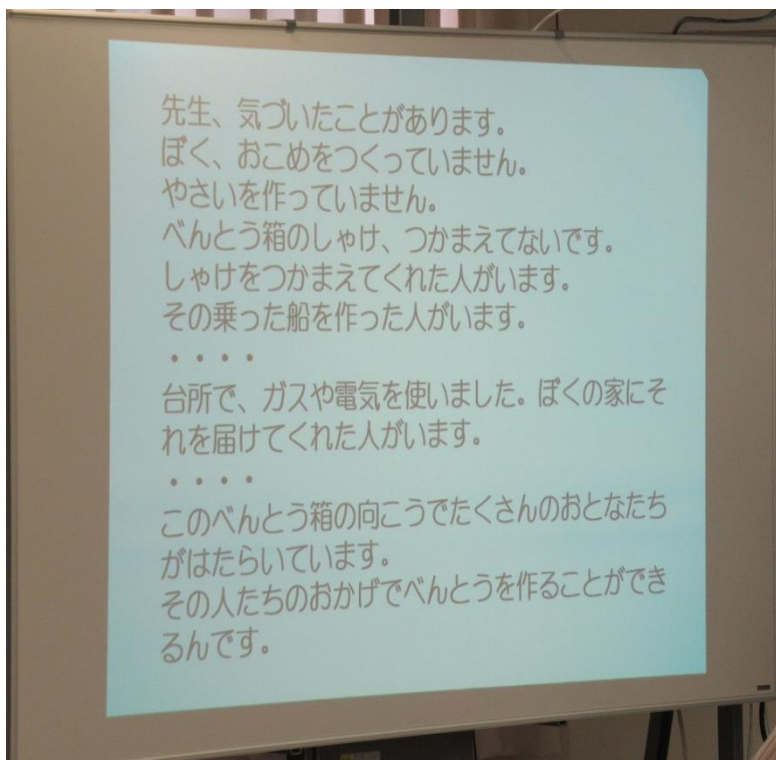 先生、気づいたことがあります。
ぼく、おこめをつくっていません。
やさいを作っていません。
べんとう箱のしゃけ、つかまえてないです。
しゃけをつかまえてくれた人がいます。
その乗った船を作った人がいます。
・・・・
台所で、ガスや電気を使いました。ぼくの家にそ
れを届けてくれた人がいます。
・・・・
このべんとう箱の向こうでたくさんのおとなたち
がはたらいています。
その人たちのおかげでべんとうを作ることができ
るんです。